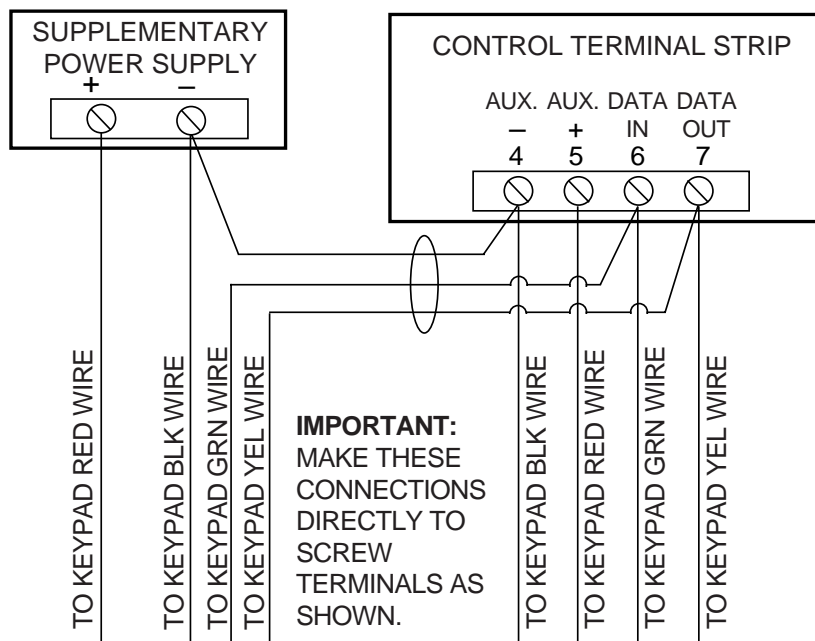 SUPPLEMENTARY
POWER SUPPLY
+ –
CONTROL TERMINAL STRIP
AUX. AUX. DATA DATA
– + IN OUT
4 5 6 7
TO KEYPAD RED WIRE
TO KEYPAD BLK WIRE
TO KEYPAD GRN WIRE
TO KEYPAD YEL WIRE
IMPORTANT:
MAKE THESE
CONNECTIONS
DIRECTLY TO
SCREW
TERMINALS AS
SHOWN.
TO KEYPAD BLK WIRE
TO KEYPAD RED WIRE
TO KEYPAD GRN WIRE
TO KEYPAD YEL WIRE